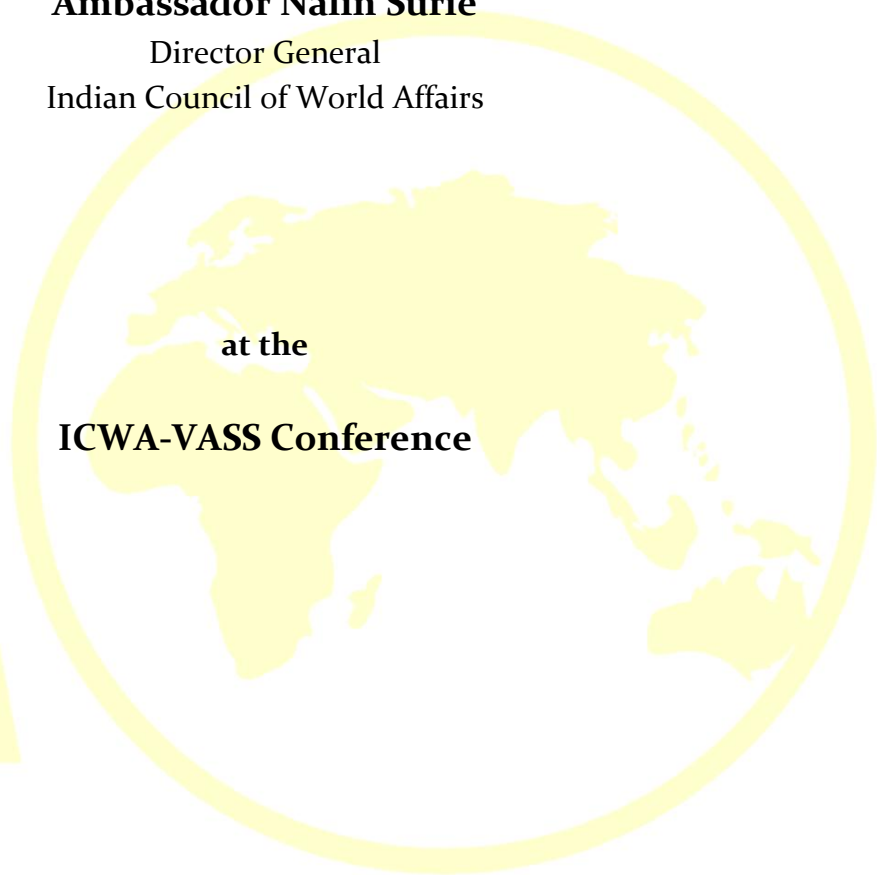 Ambassador Nalin Surie
Director General
Indian Council of World Affairs
at the
ICWA-VASS Conference